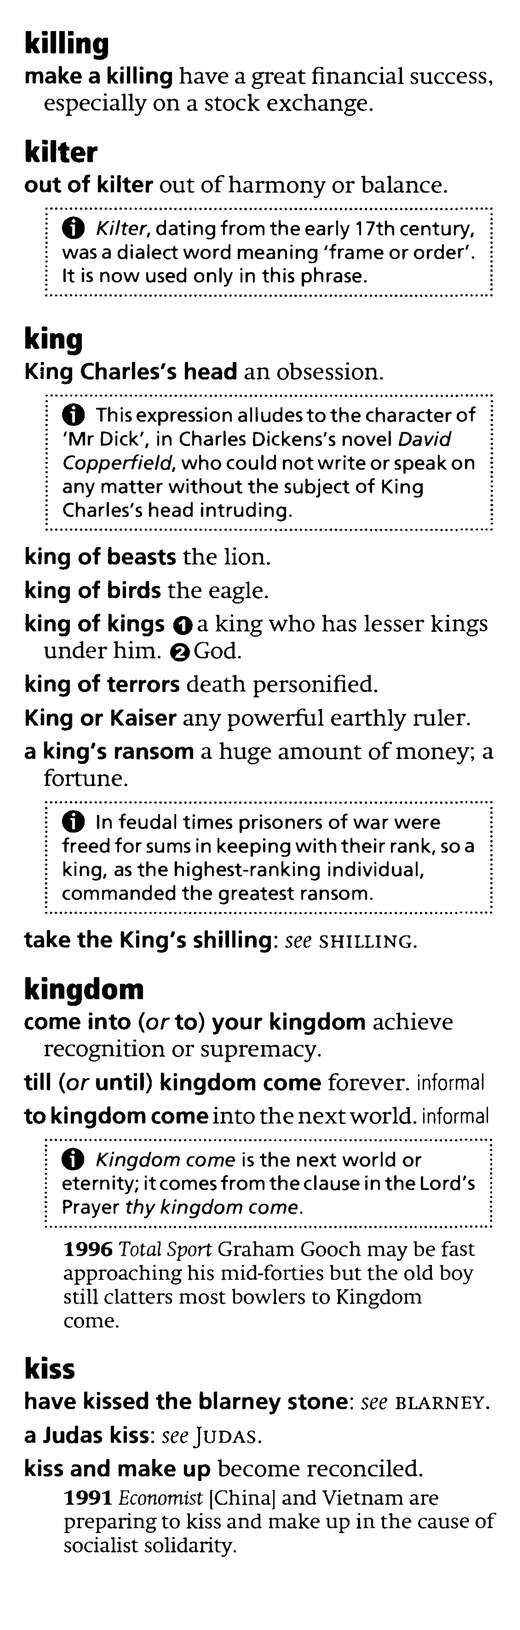 killing
make a killing have a great financial success,
especially on a stock exchange.
kilter
out of kilter out of harmony or balance.
ℹ Kilter, dating from the early 17th century,
was a dialect word meaning ‘frame or order’.
It is now used only in this phrase.
king
King Charles’s head an obsession.
ℹ This expression alludes to the character of
‘Mr Dick’, in Charles Dickens’s novel David
Copperfield, who could not write or speak on
any matter without the subject of King
Charles’s head intruding.
king of beasts the lion.
king of birds the eagle.
king of kings ❶ a king who has lesser kings
under him. ❷ God.
king of terrors death personified.
King or Kaiser any powerful earthly ruler.
a king’s ransom a huge amount of money; a
fortune.
ℹ In feudal times prisoners of war were
freed for sums in keeping with their rank, so a
king, as the highest-ranking individual,
commanded the greatest ransom.
take the King’s shilling: see SHILLING.
kingdom
come into (or to) your kingdom achieve
recognition or supremacy.
till (or until) kingdom come forever. informal
to kingdom come into the next world. informal
ℹ Kingdom come is the next world or
eternity; it comes from the clause in the Lord’s
Prayer thy kingdom come.
1996 Total Sport Graham Gooch may be fast
approaching his mid-forties but the old boy
still clatters most bowlers to Kingdom
come.
kiss
have kissed the blarney stone: see BLARNEY.
a Judas kiss: see JUDAS.
kiss and make up become reconciled.
1991 Economist [China] and Vietnam are
preparing to kiss and make up in the cause of
socialist solidarity.